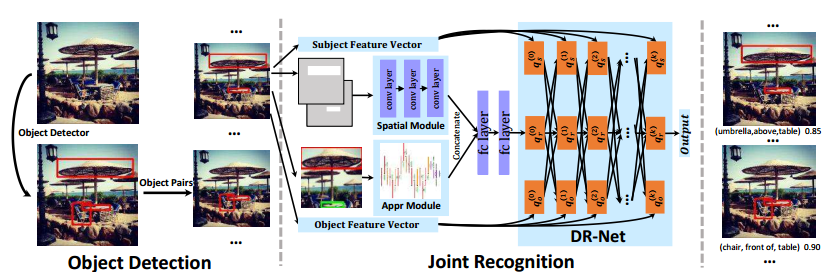 Object Detector
Object Pairs
...
...
Object Detection
Subject Feature Vector
conv layer
conv layer
conv layer
Spatial Module
Appr Module
Object Feature Vector
Concatenate
fc layer
fc layer
q_s^(0) q_s^(1) q_s^(2) ... q_s^(k)
q_r^(0) q_r^(1) q_r^(2) ... q_r^(k)
q_o^(0) q_o^(1) q_o^(2) ... q_o^(k)
DR-Net
Joint Recognition
Output
...
(umbrella,above,table) 0.85
...
(chair, front of, table) 0.90
...